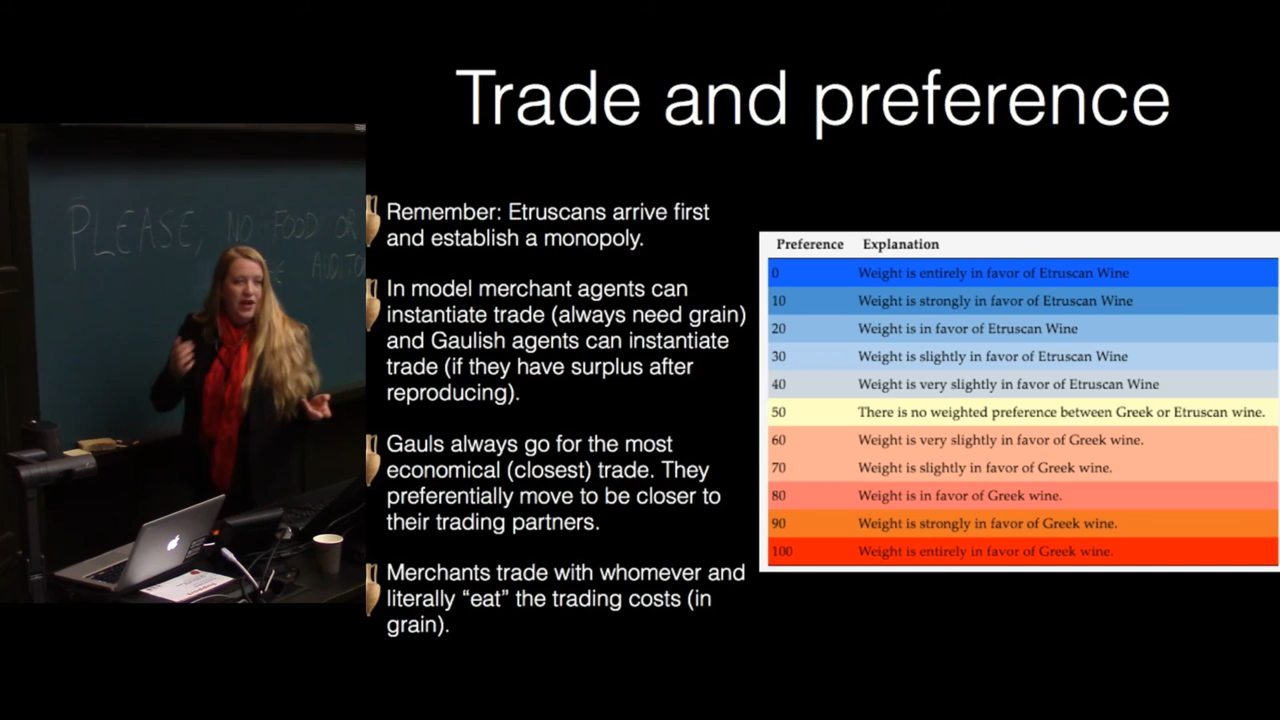 Trade and preference
PLEASE, NO FOOD OR
AUDITO
Remember: Etruscans arrive first
and establish a monopoly.
In model merchant agents can
instantiate trade (always need grain)
and Gaulish agents can instantiate
trade (if they have surplus after
reproducing).
Gauls always go for the most
economical (closest) trade. They
preferentially move to be closer to
their trading partners.
Merchants trade with whomever and
literally “eat” the trading costs (in
grain).
Preference Explanation
0 Weight is entirely in favor of Etruscan Wine
10 Weight is strongly in favor of Etruscan Wine
20 Weight is in favor of Etruscan Wine
30 Weight is slightly in favor of Etruscan Wine
40 Weight is very slightly in favor of Etruscan Wine
50 There is no weighted preference between Greek or Etruscan wine.
60 Weight is very slightly in favor of Greek wine.
70 Weight is slightly in favor of Greek wine.
80 Weight is in favor of Greek wine.
90 Weight is strongly in favor of Greek wine.
100 Weight is entirely in favor of Greek wine.